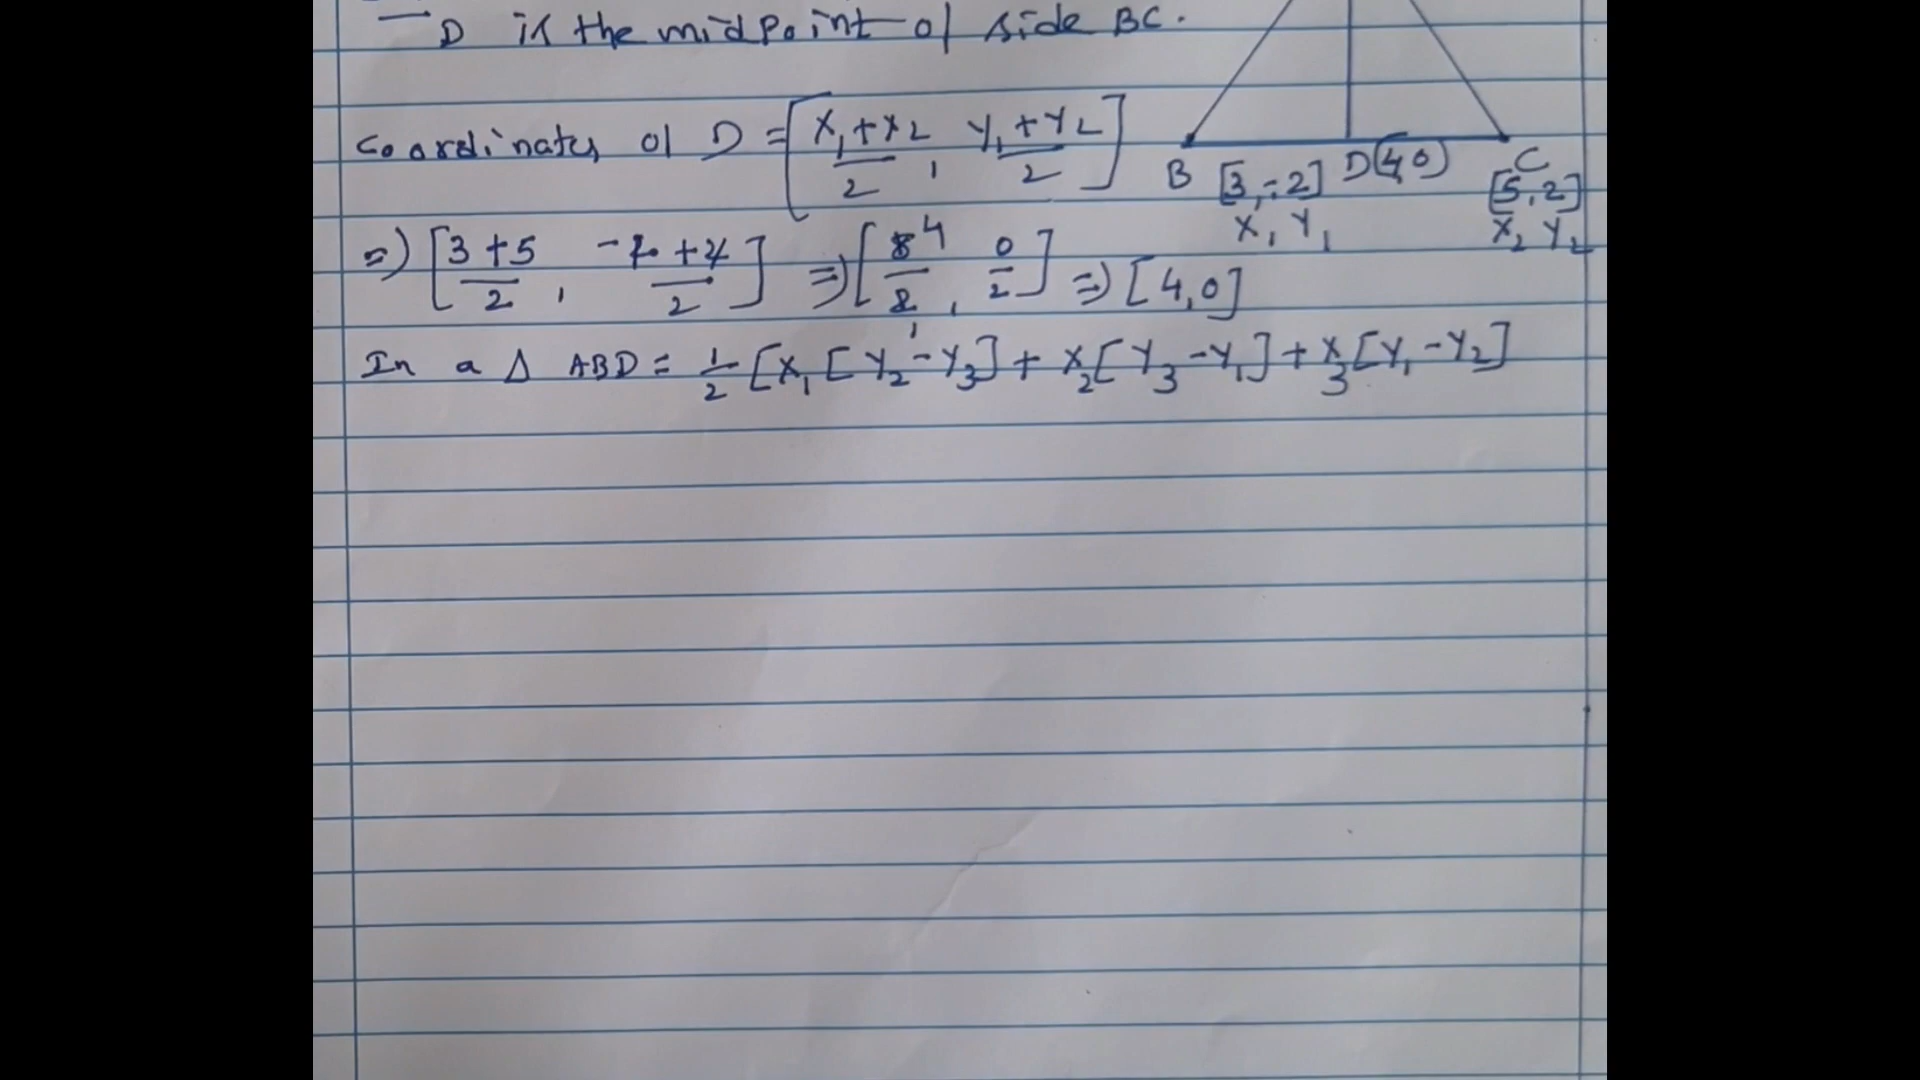 D is the midpoint of side BC.
Coordinates of D = [x₁+x₂/2, y₁+y₂/2]
B [3,-2] D(4,0) C [5,2]
x₁ y₁ x₂ y₂
=) [3+5/2, -2+2/2] => [8⁴/2₁, 0/2] => [4,0]
In a Δ ABD = 1/2 [x₁[y₂-y₃]+x₂[y₃-y₁]+x₃[y₁-y₂]